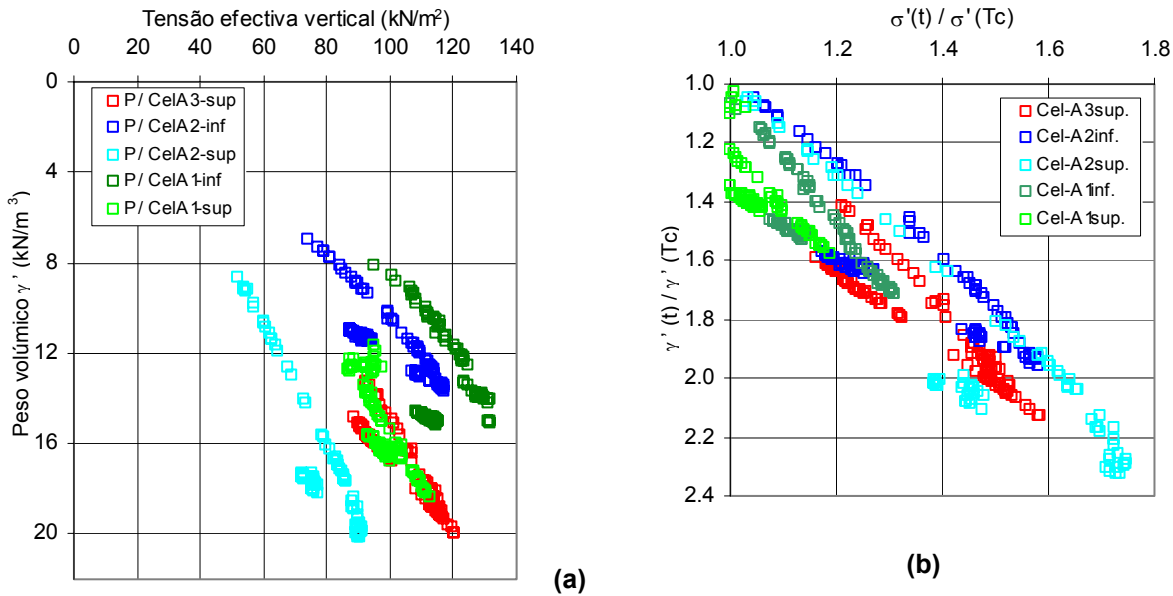 Tensão efectiva vertical (kN/m²)
0 20 40 60 80 100 120 140
0
4
8
12
16
20
Peso volúmico γ' (kN/m³)
P/ CelA3-sup
P/ CelA2-inf
P/ CelA2-sup
P/ CelA1-inf
P/ CelA1-sup
(a)
σ'(t) / σ' (Tc)
1.0 1.2 1.4 1.6 1.8
1.0
1.2
1.4
1.6
1.8
2.0
2.2
2.4
γ' (t) / γ' (Tc)
Cel-A3sup.
Cel-A2inf.
Cel-A2sup.
Cel-A1inf.
Cel-A1sup.
(b)